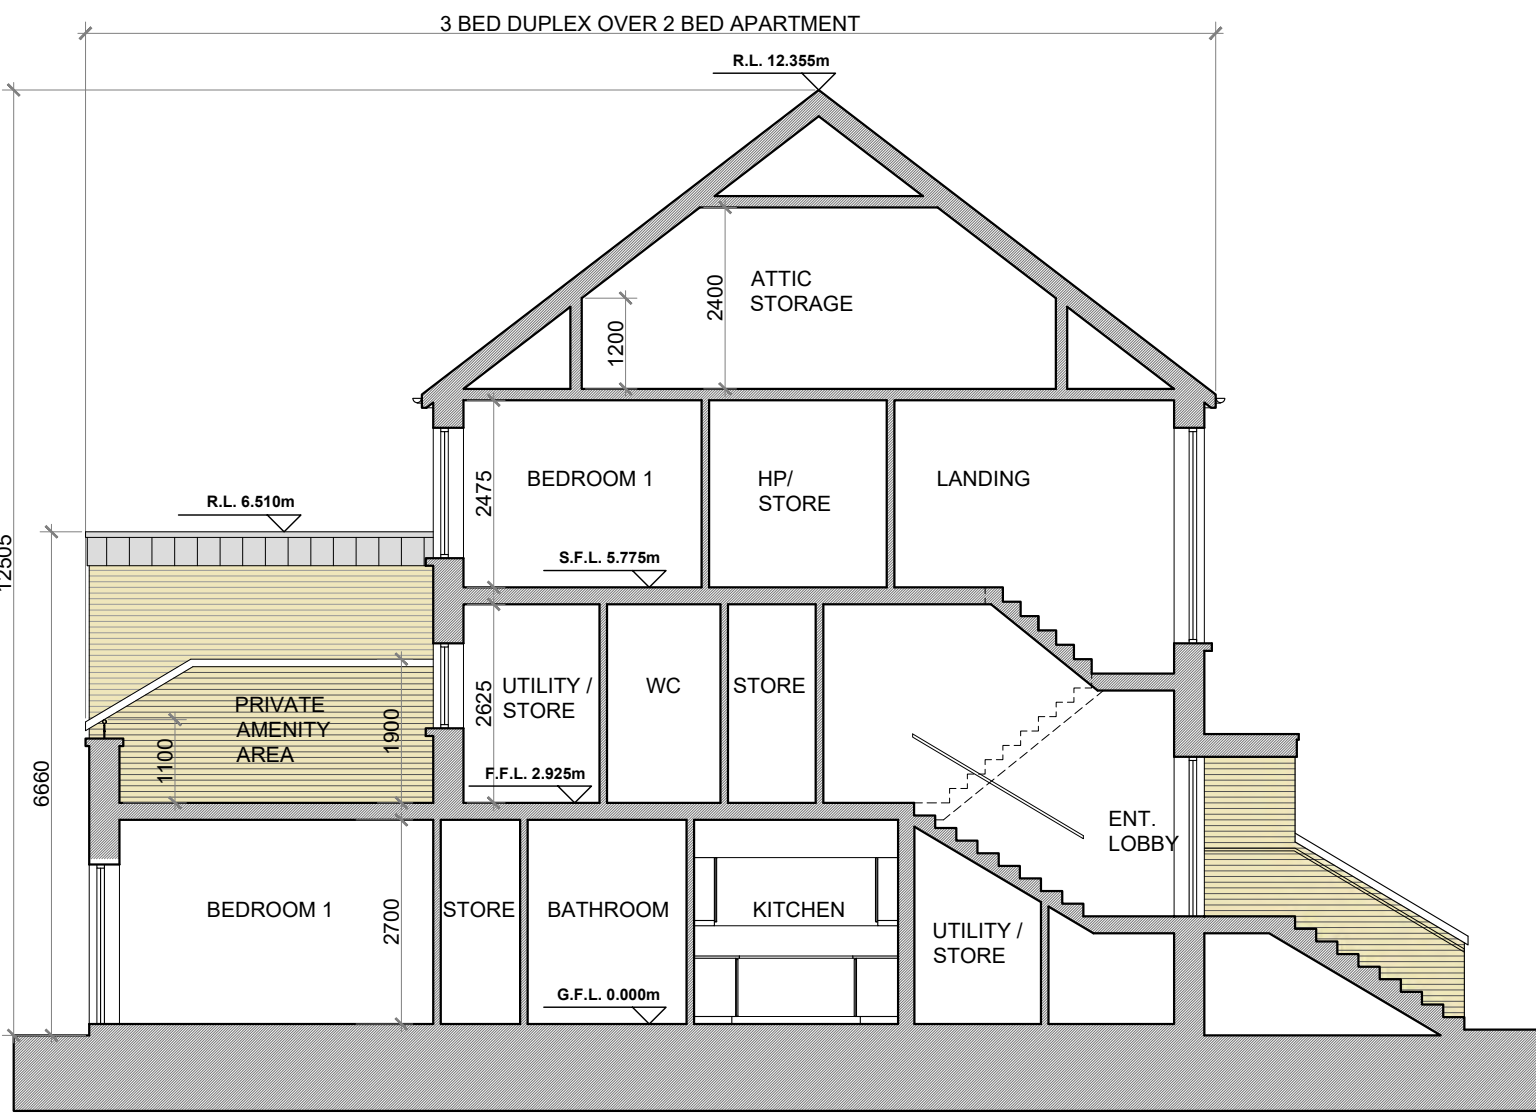 3 BED DUPLEX OVER 2 BED APARTMENT
R.L. 12.355m
ATTIC
STORAGE
2400
1200
BEDROOM 1
HP/
STORE
LANDING
2475
R.L. 6.510m
S.F.L. 5.775m
12505
UTILITY /
STORE
WC
STORE
2625
PRIVATE
AMENITY
AREA
1900
1100
F.F.L. 2.925m
6660
ENT.
LOBBY
BEDROOM 1
2700
STORE
BATHROOM
KITCHEN
UTILITY /
STORE
G.F.L. 0.000m